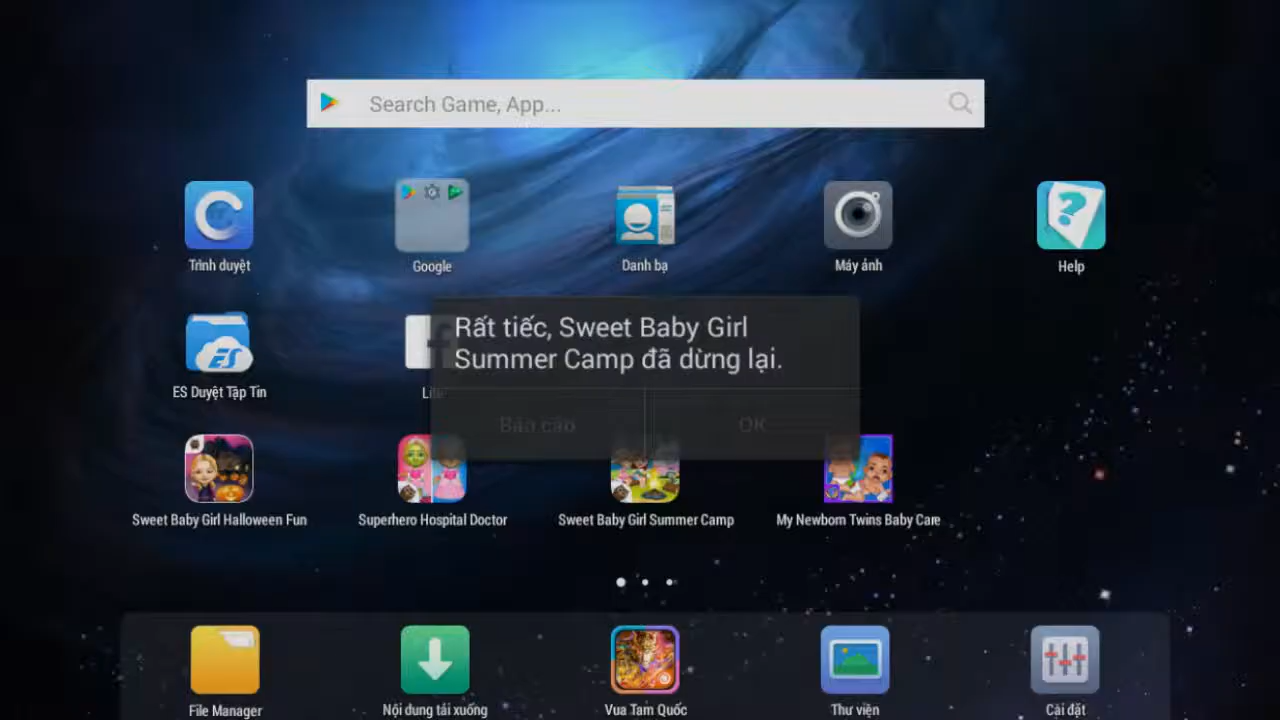 Search Game, App...
Trình duyệt
Google
Danh bạ
Máy ảnh
Help
Rất tiếc, Sweet Baby Girl
Summer Camp đã dừng lại.
ES Duyệt Tập Tin
Báo cáo
OK
Sweet Baby Girl Halloween Fun
Superhero Hospital Doctor
Sweet Baby Girl Summer Camp
My Newborn Twins Baby Care
File Manager
Nội dung tải xuống
Vua Tam Quốc
Thư viện
Cài đặt